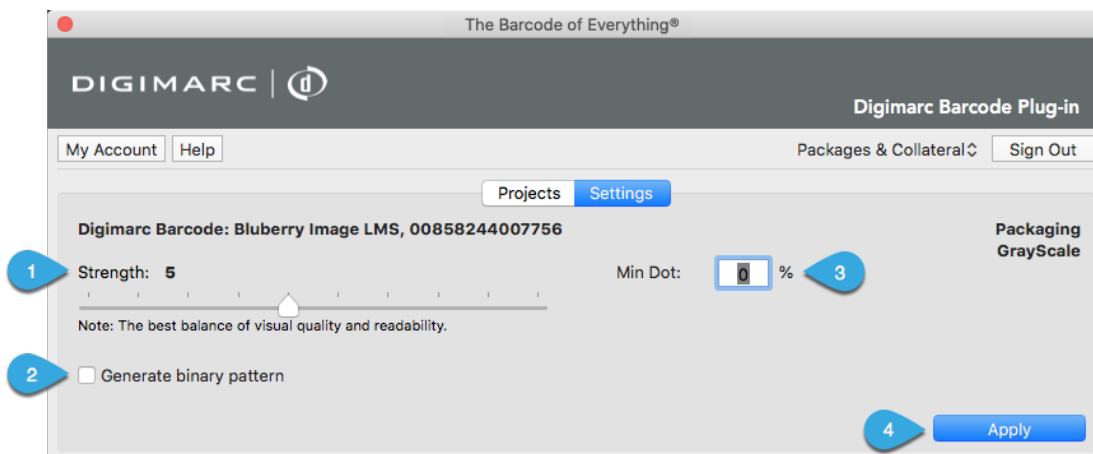 The Barcode of Everything®
DIGIMARC
Digimarc Barcode Plug-in
My Account Help Packages & Collateral Sign Out
Projects Settings
Digimarc Barcode: Bluberry Image LMS, 00858244007756 Packaging
GrayScale
1 Strength: 5 Min Dot: 0 % 3
Note: The best balance of visual quality and readability.
2 Generate binary pattern
4 Apply